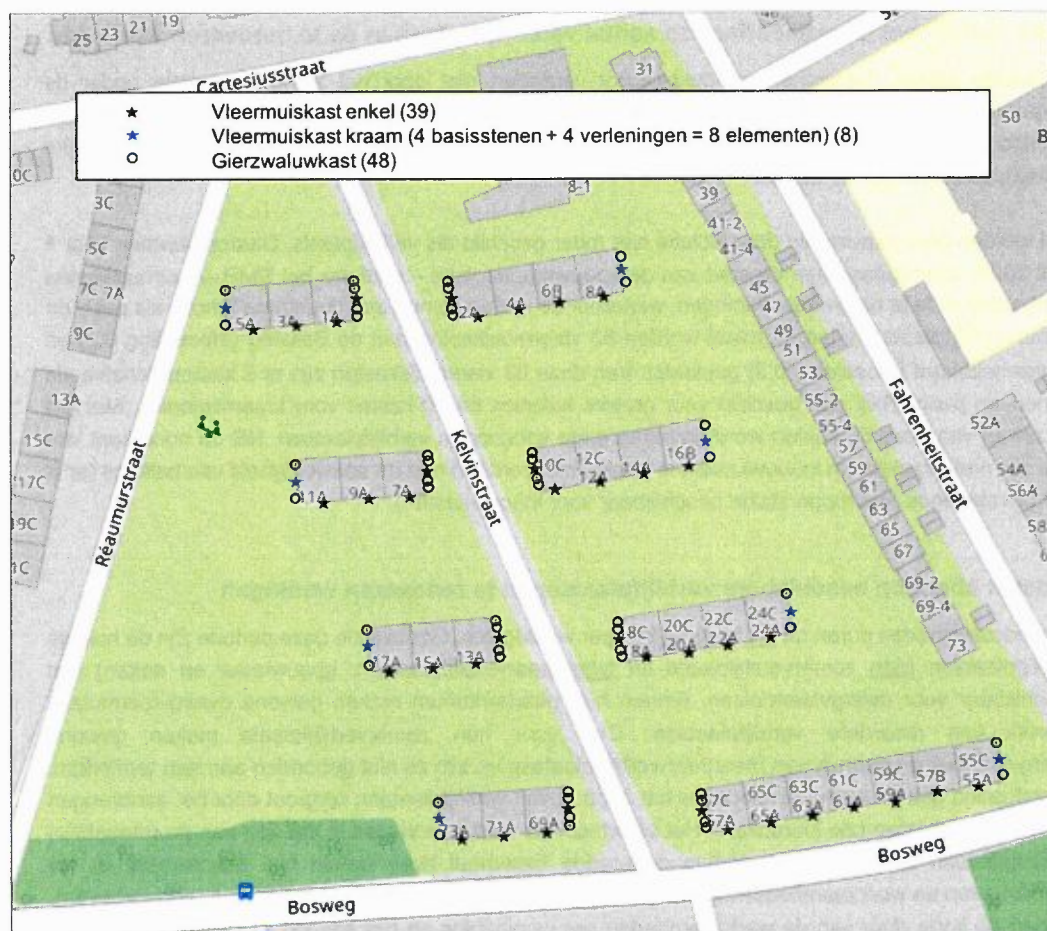 25 23 21 19
Cartesiusstraat
31
Vleermuiskast enkel (39)
Vleermuiskast kraam (4 basisstenen + 4 verleningen = 8 elementen) (8)
Gierzwaluwkast (48)
50
3C
8-1
39
41-2
5C
41-4
7C 7A
45
6B 8A
47
5A 3A 1A
2A 4A
9C
49
51
53
13A
55-2
55-4
15C
57
52A
17C
Réaumurstraat
Kelvinstraat
Fahrenheitstraat
10C 12C 14A 16B
59
54A
11A 9A 7A
61
56A
63
65
67
69-2
69-4
18C 20C 22C 24C
17A 15A 13A
18A 20A 22A 24A
73
67C 65C 63C 61C 59C 57B 55C
73A 71A 69A
67A 65A 63A 61A 59A 55A
Bosweg
Bosweg